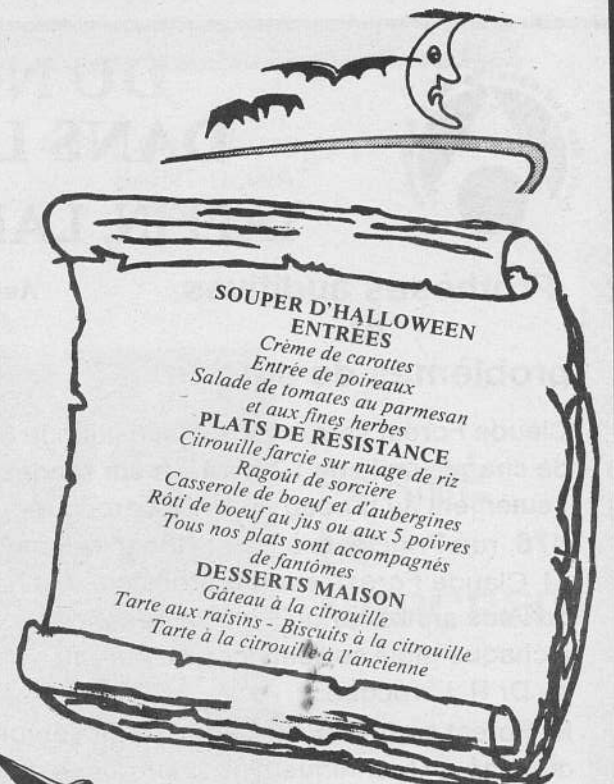 SOUPER D'HALLOWEEN
ENTRÉES
Crème de carottes
Entrée de poireaux
Salade de tomates au parmesan
et aux fines herbes
PLATS DE RÉSISTANCE
Citrouille farcie sur nuage de riz
Ragoût de sorcière
Casserole de boeuf et d'aubergines
Rôti de boeuf au jus ou aux 5 poivres
Tous nos plats sont accompagnés
de fantômes
DESSERTS MAISON
Gâteau à la citrouille
Tarte aux raisins - Biscuits à la citrouille
Tarte à la citrouille à l'ancienne